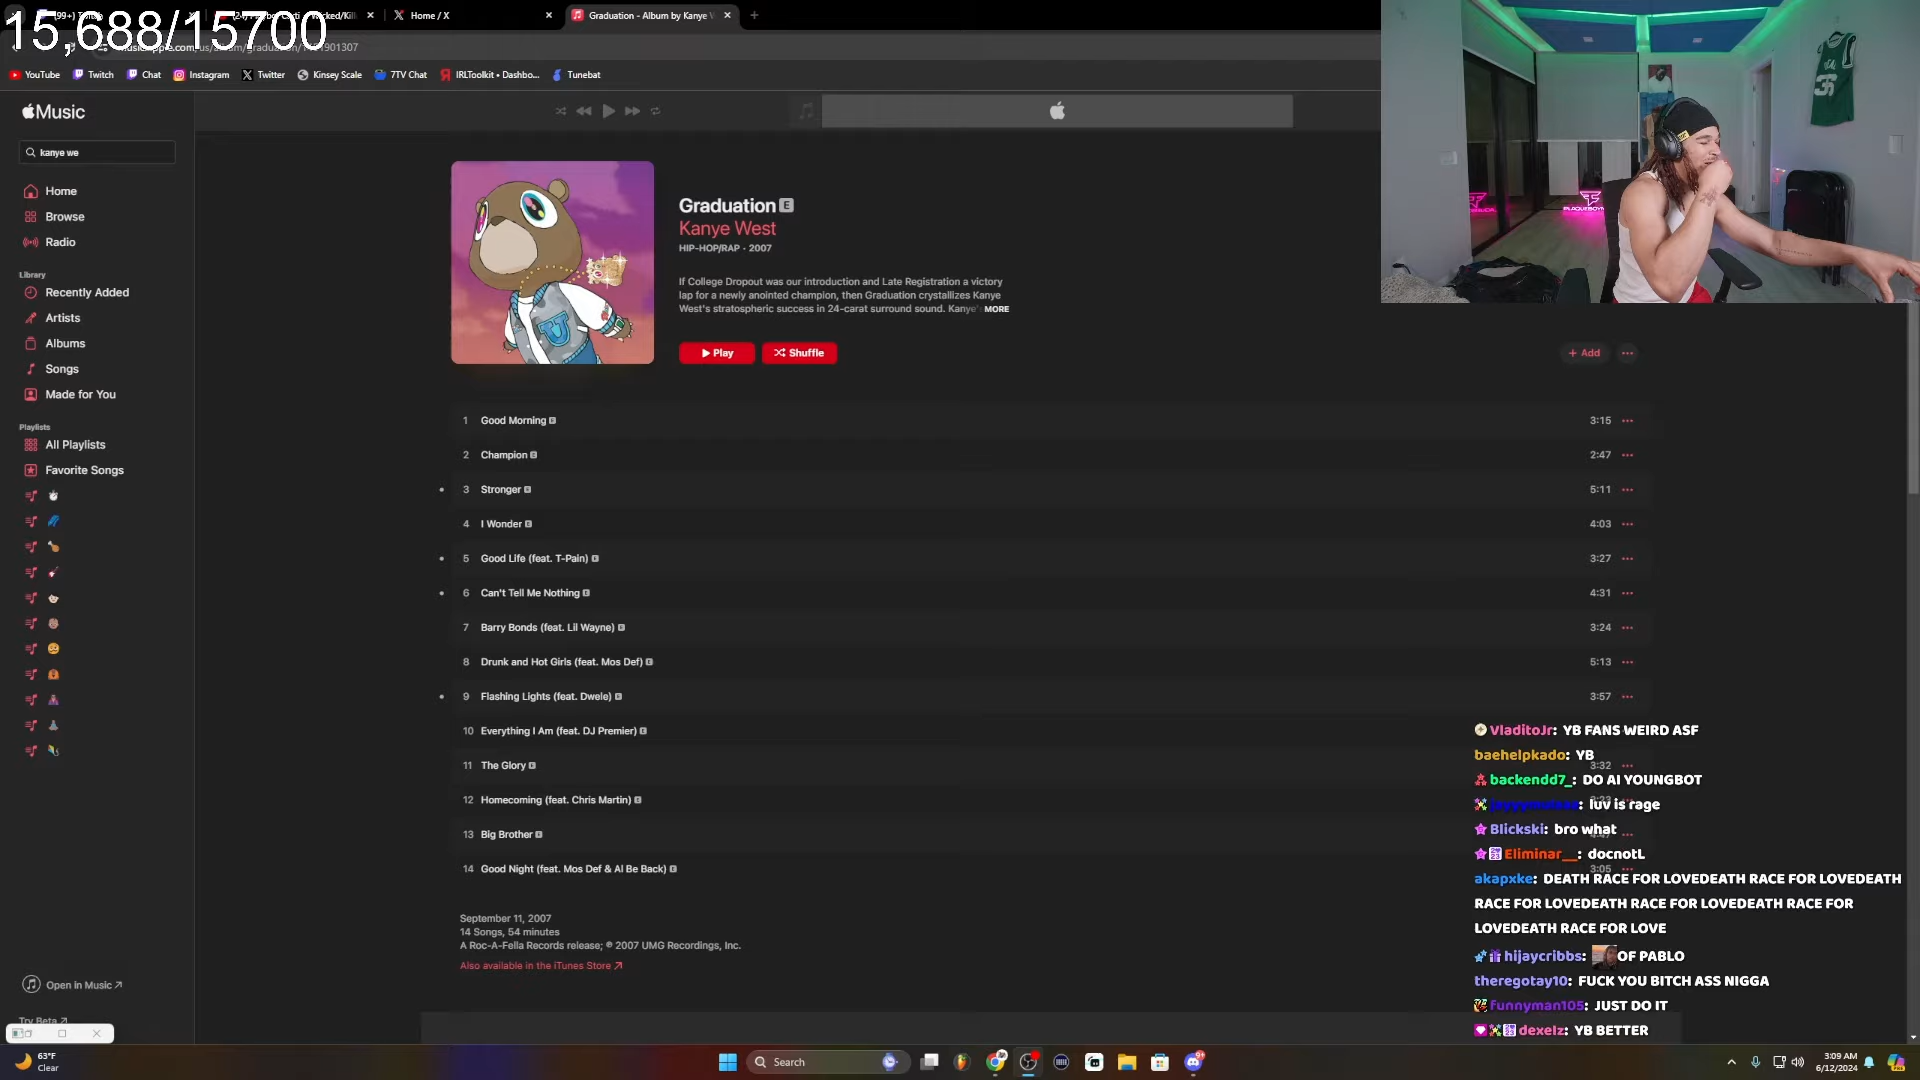 15,688/15700
Home / X
Graduation - Album by Kanye W
YouTube
Twitch
Chat
Instagram
Twitter
Kinsey Scale
7TV Chat
IRLToolkit • Dashbo...
Tunebat
Music
kanye we
Home
Browse
Radio
Library
Recently Added
Artists
Albums
Songs
Made for You
Playlists
All Playlists
Favorite Songs
Open in Music
Try Beta
Graduation E
Kanye West
HIP-HOP/RAP · 2007
If College Dropout was our introduction and Late Registration a victory
lap for a newly anointed champion, then Graduation crystallizes Kanye
West's stratospheric success in 24-carat surround sound. Kanye' MORE
Play
Shuffle
+ Add
1 Good Morning E 3:15
2 Champion E 2:47
3 Stronger E 5:11
4 I Wonder E 4:03
5 Good Life (feat. T-Pain) E 3:27
6 Can't Tell Me Nothing E 4:31
7 Barry Bonds (feat. Lil Wayne) E 3:24
8 Drunk and Hot Girls (feat. Mos Def) E 5:13
9 Flashing Lights (feat. Dwele) E 3:57
10 Everything I Am (feat. DJ Premier) E
11 The Glory E 3:32
12 Homecoming (feat. Chris Martin) E
13 Big Brother E
14 Good Night (feat. Mos Def & Al Be Back) E 3:05
September 11, 2007
14 Songs, 54 minutes
A Roc-A-Fella Records release; ℗ 2007 UMG Recordings, Inc.
Also available in the iTunes Store
VladitoJr: YB FANS WEIRD ASF
baehelpkado: YB
backendd7_: DO AI YOUNGBOT
luv is rage
Blickski: bro what
Eliminar__: docnotL
akapxke: DEATH RACE FOR LOVEDEATH RACE FOR LOVEDEATH
RACE FOR LOVEDEATH RACE FOR LOVEDEATH RACE FOR
LOVEDEATH RACE FOR LOVE
hijaycribbs: OF PABLO
theregotay10: FUCK YOU BITCH ASS NIGGA
funnyman105: JUST DO IT
dexelz: YB BETTER
63°F
Clear
Search
3:09 AM
6/12/2024